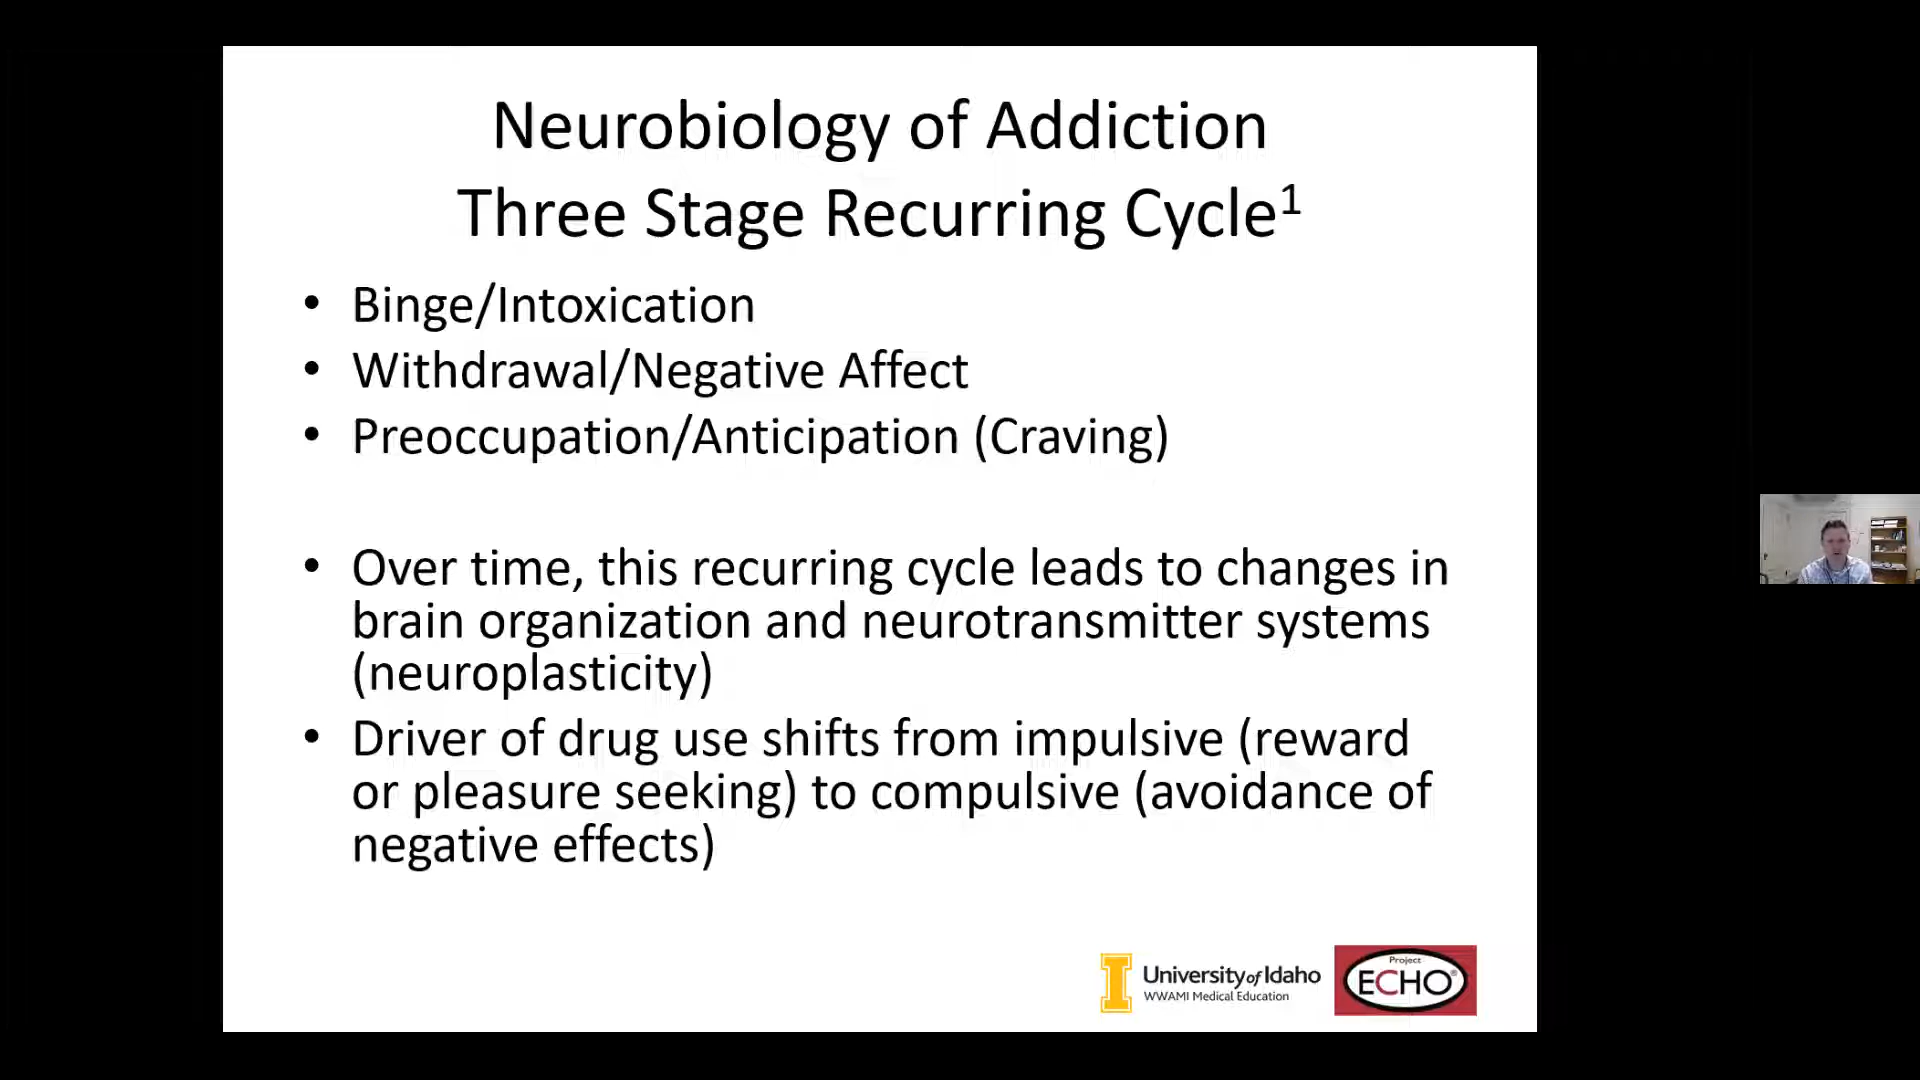 Neurobiology of Addiction
Three Stage Recurring Cycle¹
• Binge/Intoxication
• Withdrawal/Negative Affect
• Preoccupation/Anticipation (Craving)
• Over time, this recurring cycle leads to changes in
brain organization and neurotransmitter systems
(neuroplasticity)
• Driver of drug use shifts from impulsive (reward
or pleasure seeking) to compulsive (avoidance of
negative effects)
University of Idaho
WWAMI Medical Education
Project
ECHO®